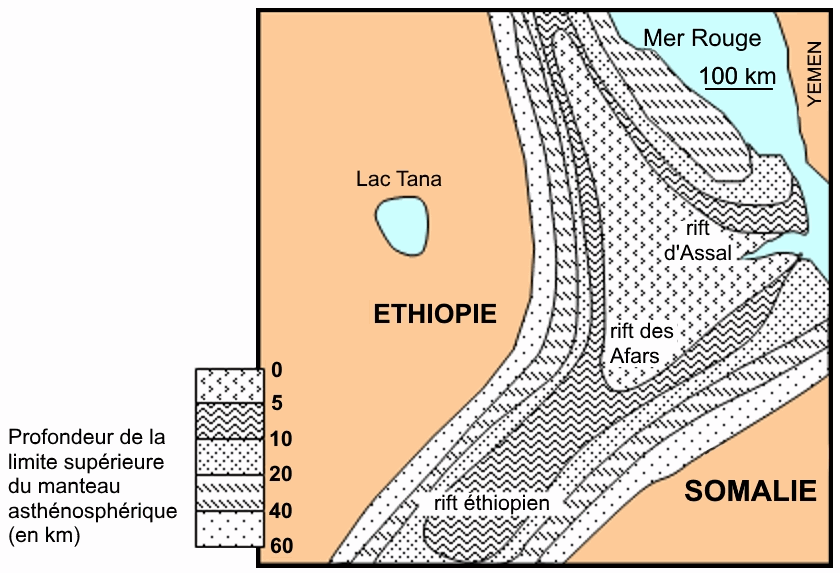 Mer Rouge
100 km
YEMEN
Lac Tana
rift
d'Assal
ETHIOPIE
rift des
Afars
0
5
10
20
40
60
Profondeur de la
limite supérieure
du manteau
asthénosphérique
(en km)
rift éthiopien
SOMALIE